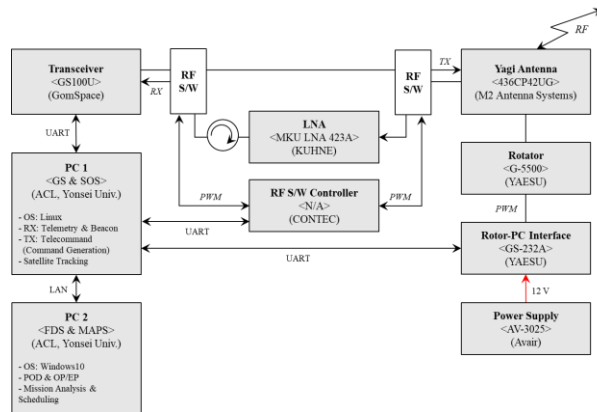 Transceiver
<GS100U>
(GomSpace)
RF
S/W
RX
RF
S/W
TX
RF
Yagi Antenna
<436CP42UG>
(M2 Antenna Systems)
UART
LNA
<MKU LNA 423A>
(KUHNE)
Rotator
<G-5500>
(YAESU)
PC 1
<GS & SOS>
(ACL, Yonsei Univ.)
- OS: Linux
- RX: Telemetry & Beacon
- TX: Telecommand
(Command Generation)
- Satellite Tracking
PWM
RF S/W Controller
<N/A>
(CONTEC)
PWM
PWM
UART
UART
Rotor-PC Interface
<GS-232A>
(YAESU)
LAN
12 V
PC 2
<FDS & MAPS>
(ACL, Yonsei Univ.)
- OS: Windows10
- POD & OP/EP
- Mission Analysis &
Scheduling
Power Supply
<AV-3025>
(Avair)